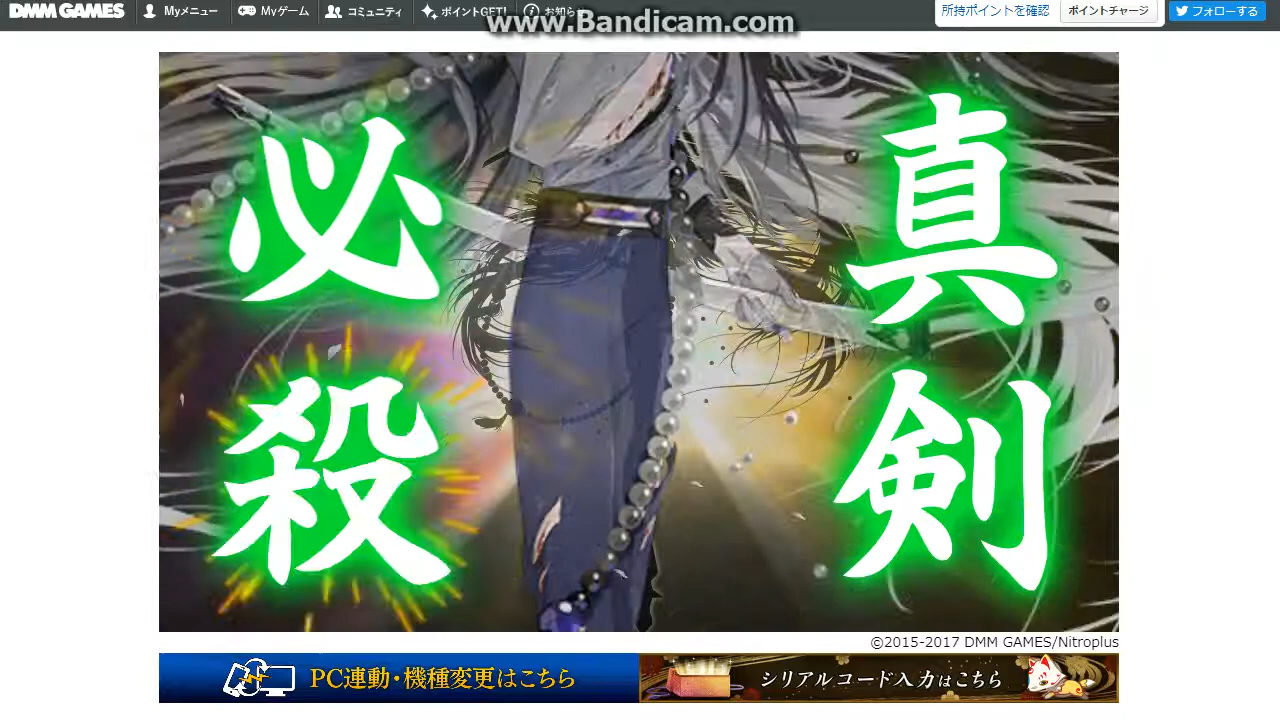 DMM GAMES
Myメニュー
Myゲーム
コミュニティ
ポイントGET!
お知ら
www.Bandicam.com
所持ポイントを確認
ポイントチャージ
フォローする
真剣
必殺
©2015-2017 DMM GAMES/Nitroplus
PC連動・機種変更はこちら
シリアルコード入力はこちら